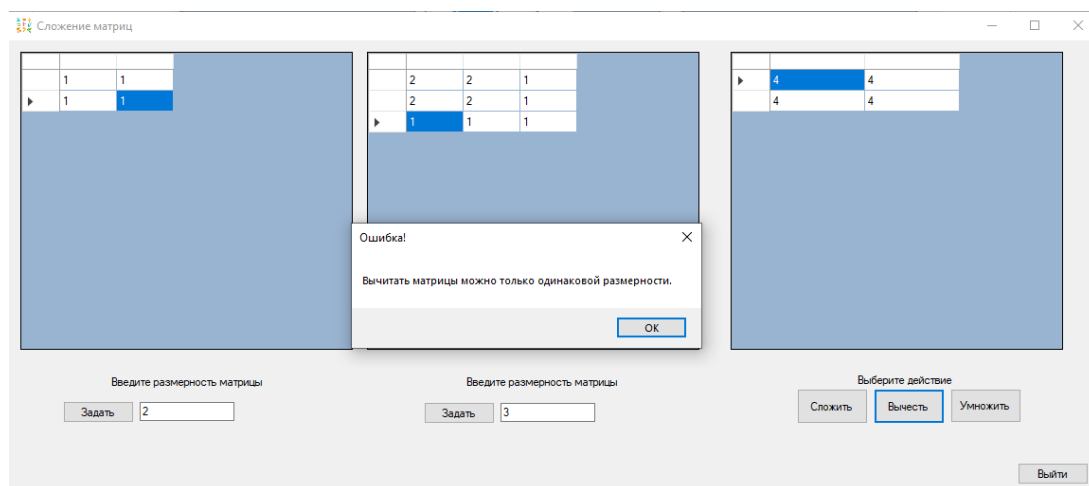 Сложение матриц
1 1
1 1
2 2 1
2 2 1
1 1 1
4 4
4 4
Ошибка!
Вычитать матрицы можно только одинаковой размерности.
OK
Введите размерность матрицы
Задать 2
Введите размерность матрицы
Задать 3
Выберите действие
Сложить Вычесть Умножить
Выйти